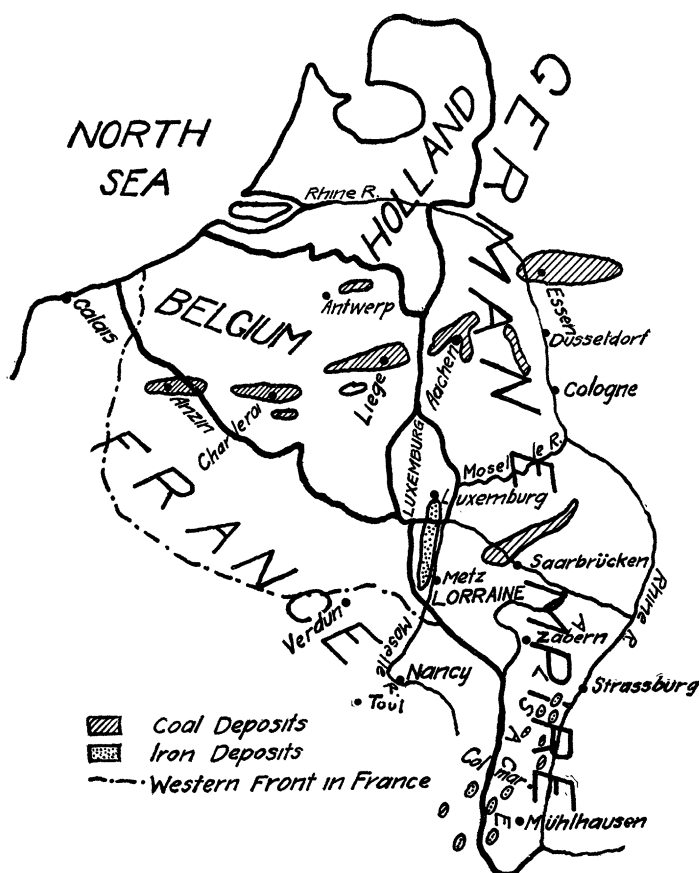 NORTH
SEA
GERMAN
EMPIRE
HOLLAND
Rhine R.
BELGIUM
Antwerp
Calais
Essen
Düsseldorf
Aachen
Liege
Cologne
Anzin
Charleroi
FRANCE
LUXEMBURG
Moselle R.
Luxemburg
Saarbrücken
Metz
LORRAINE
Rhine R.
Verdun
Moselle R.
Zabern
ALSACE
Nancy
Strassburg
Toul
Coal Deposits
Iron Deposits
Western Front in France
Colmar
Mühlhausen